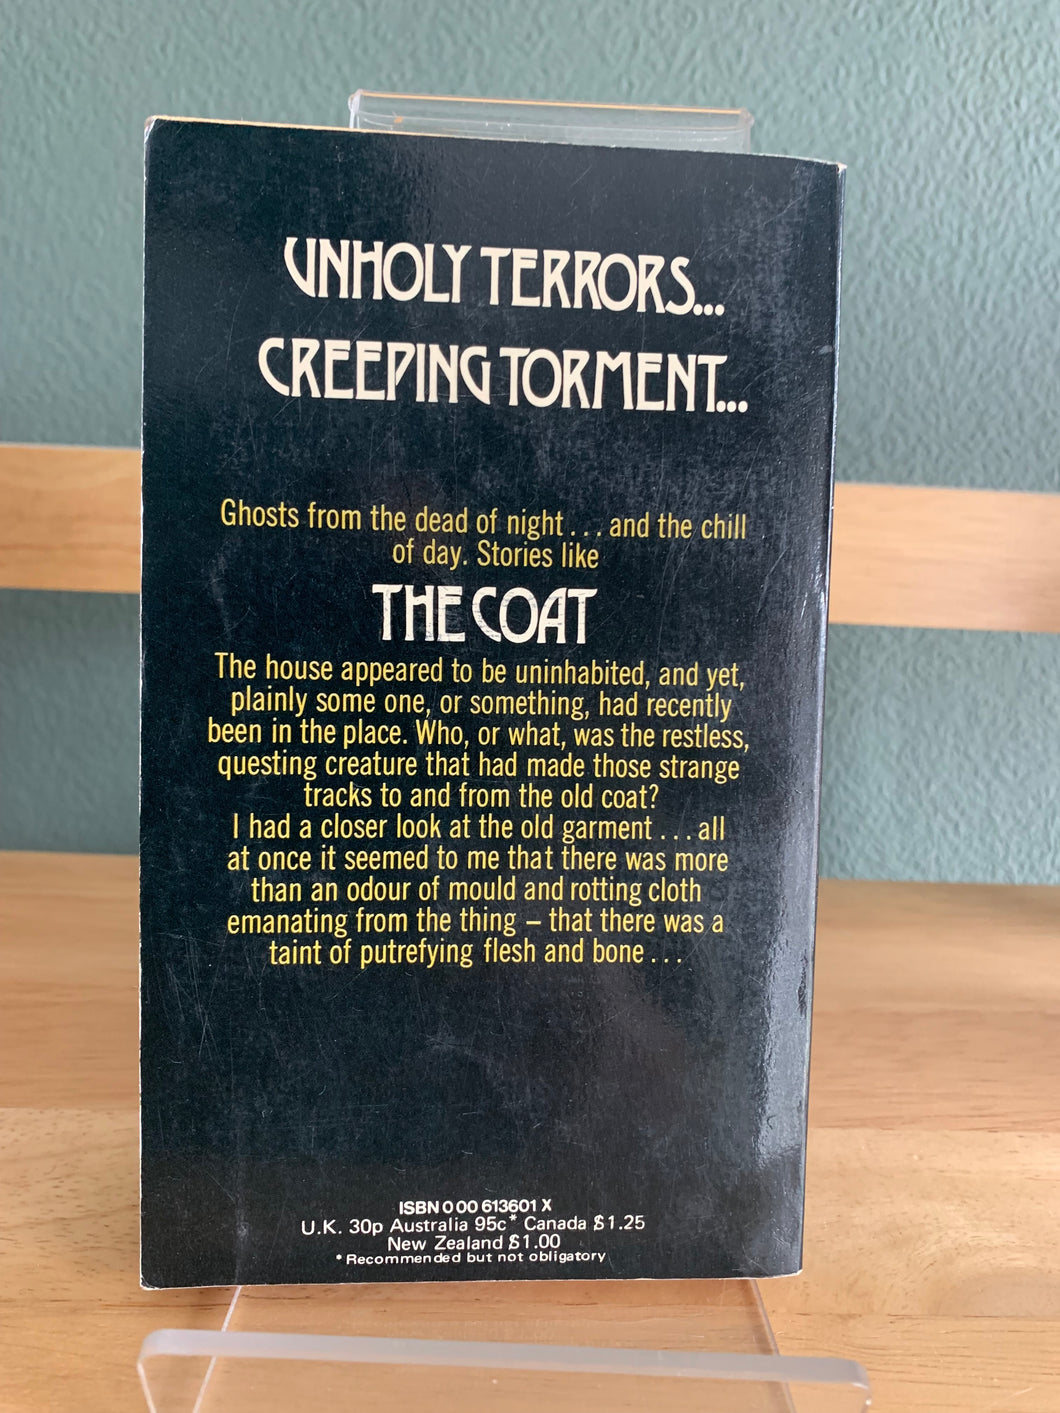 UNHOLY TERRORS...
CREEPING TORMENT...
Ghosts from the dead of night . . . and the chill
of day. Stories like
THE COAT
The house appeared to be uninhabited, and yet,
plainly some one, or something, had recently
been in the place. Who, or what, was the restless,
questing creature that had made those strange
tracks to and from the old coat?
I had a closer look at the old garment . . . all
at once it seemed to me that there was more
than an odour of mould and rotting cloth
emanating from the thing – that there was a
taint of putrefying flesh and bone . . .
ISBN 0 00 613601 X
U.K. 30p Australia 95c* Canada $1.25
New Zealand $1.00
*Recommended but not obligatory